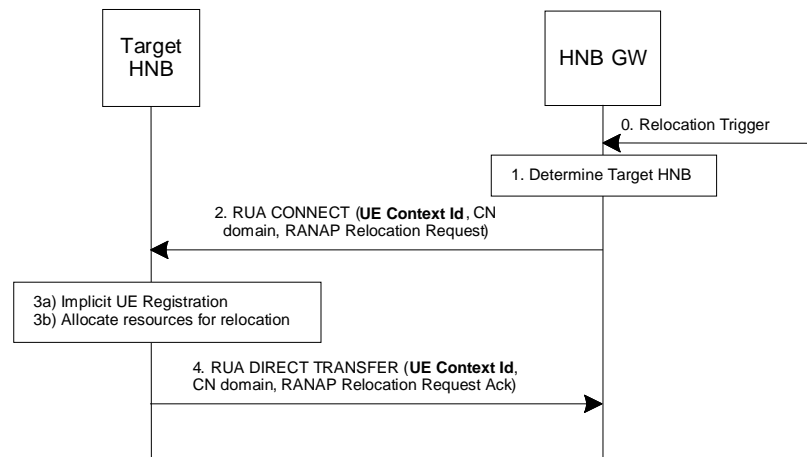 Target
HNB
HNB GW
0. Relocation Trigger
1. Determine Target HNB
2. RUA CONNECT (UE Context Id, CN
domain, RANAP Relocation Request)
3a) Implicit UE Registration
3b) Allocate resources for relocation
4. RUA DIRECT TRANSFER (UE Context Id,
CN domain, RANAP Relocation Request Ack)